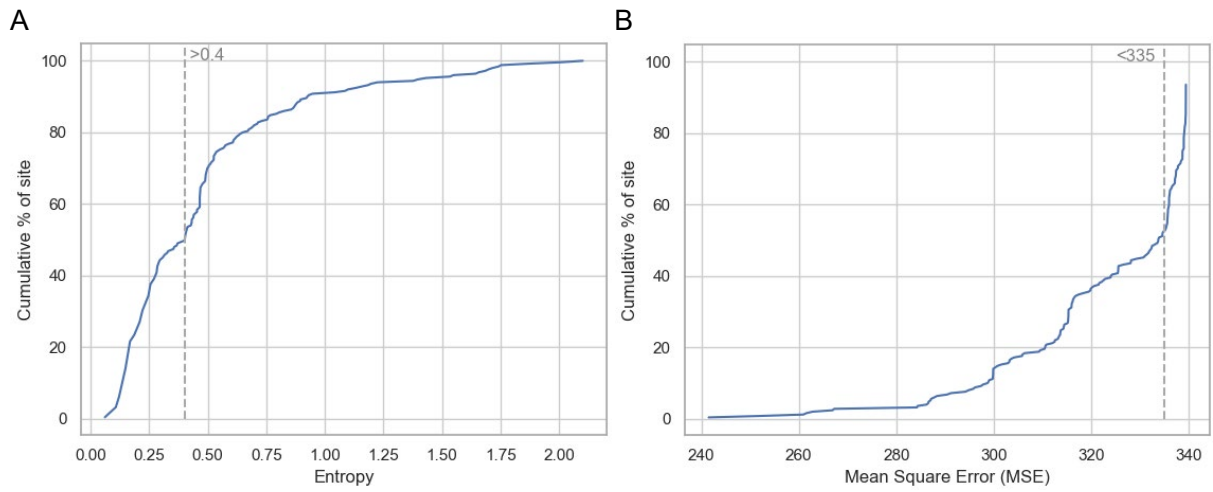 A
>0.4
100
80
60
40
20
0
Cumulative % of site
0.00 0.25 0.50 0.75 1.00 1.25 1.50 1.75 2.00
Entropy
B
<335
100
80
60
40
20
0
Cumulative % of site
240 260 280 300 320 340
Mean Square Error (MSE)